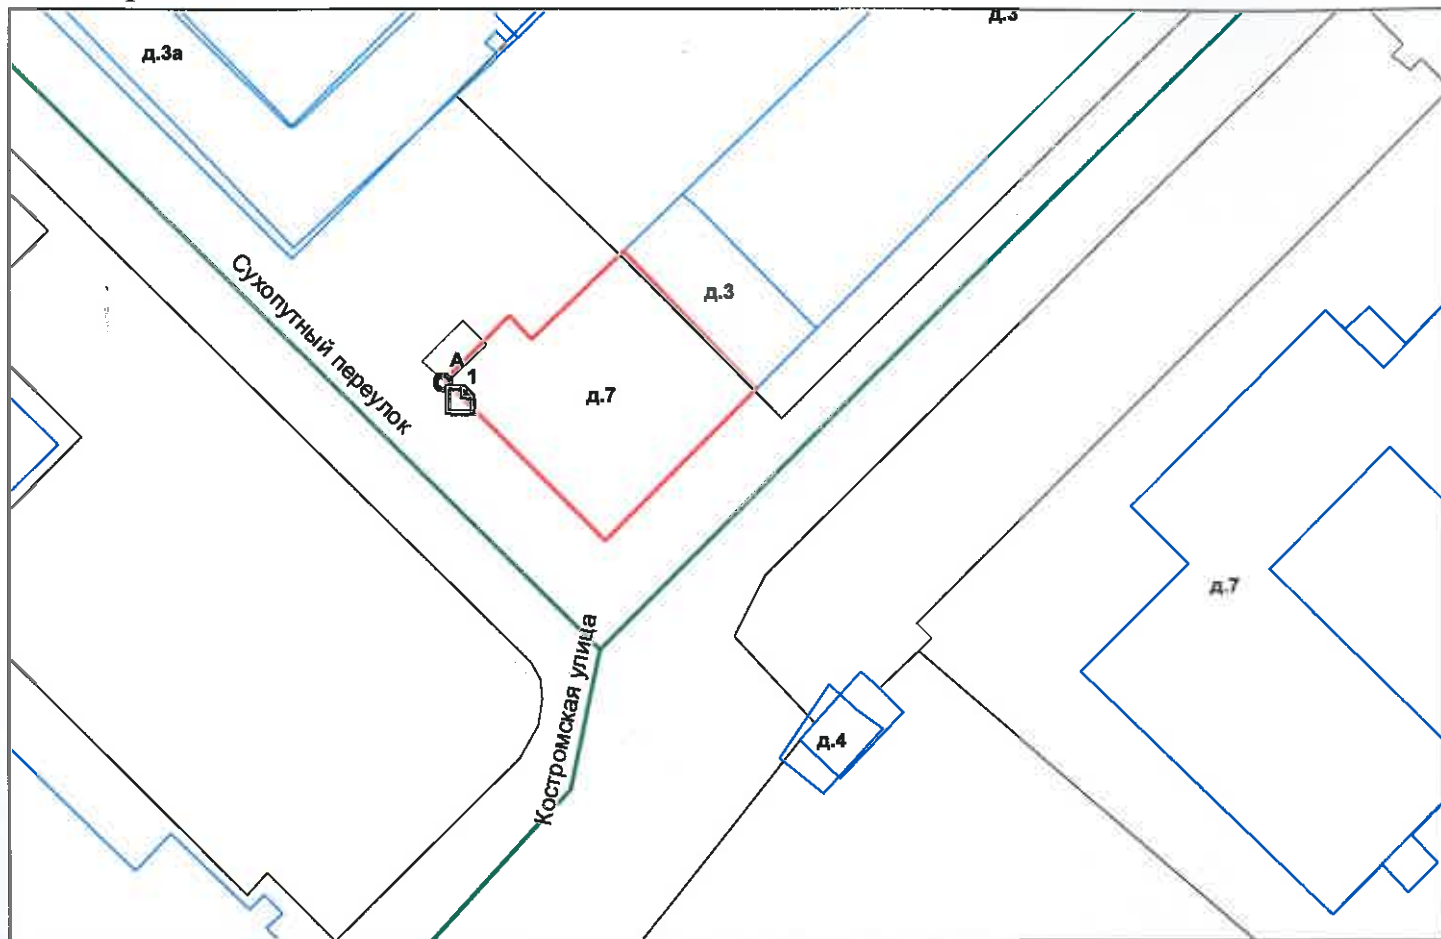 д.3
д.3а
Сухопутный переулок
д.3
А
С 1
д.7
д.7
Костромская улица
д.4